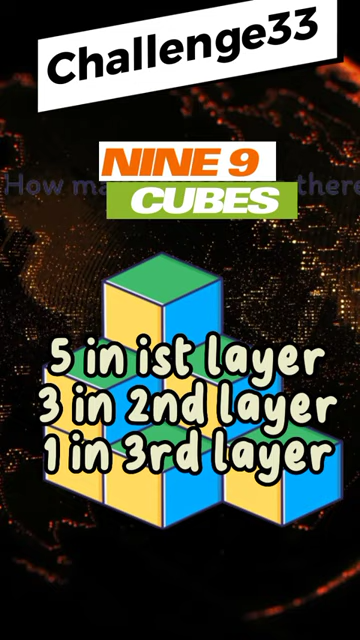 Challenge33
NINE 9
How ma there
CUBES
5 in ist layer
3 in 2nd layer
1 in 3rd layer